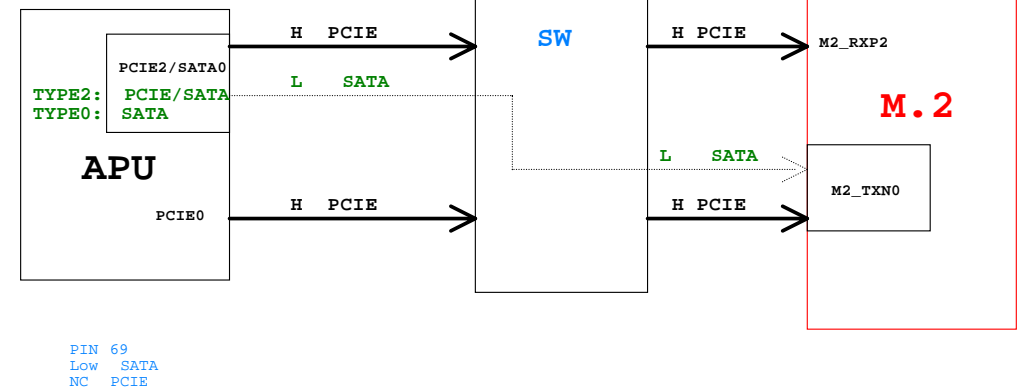 H PCIE
SW
H PCIE
M2_RXP2
PCIE2/SATA0
L SATA
TYPE2: PCIE/SATA
TYPE0: SATA
M.2
APU
L SATA
M2_TXN0
PCIE0
H PCIE
H PCIE
PIN 69
Low SATA
NC PCIE